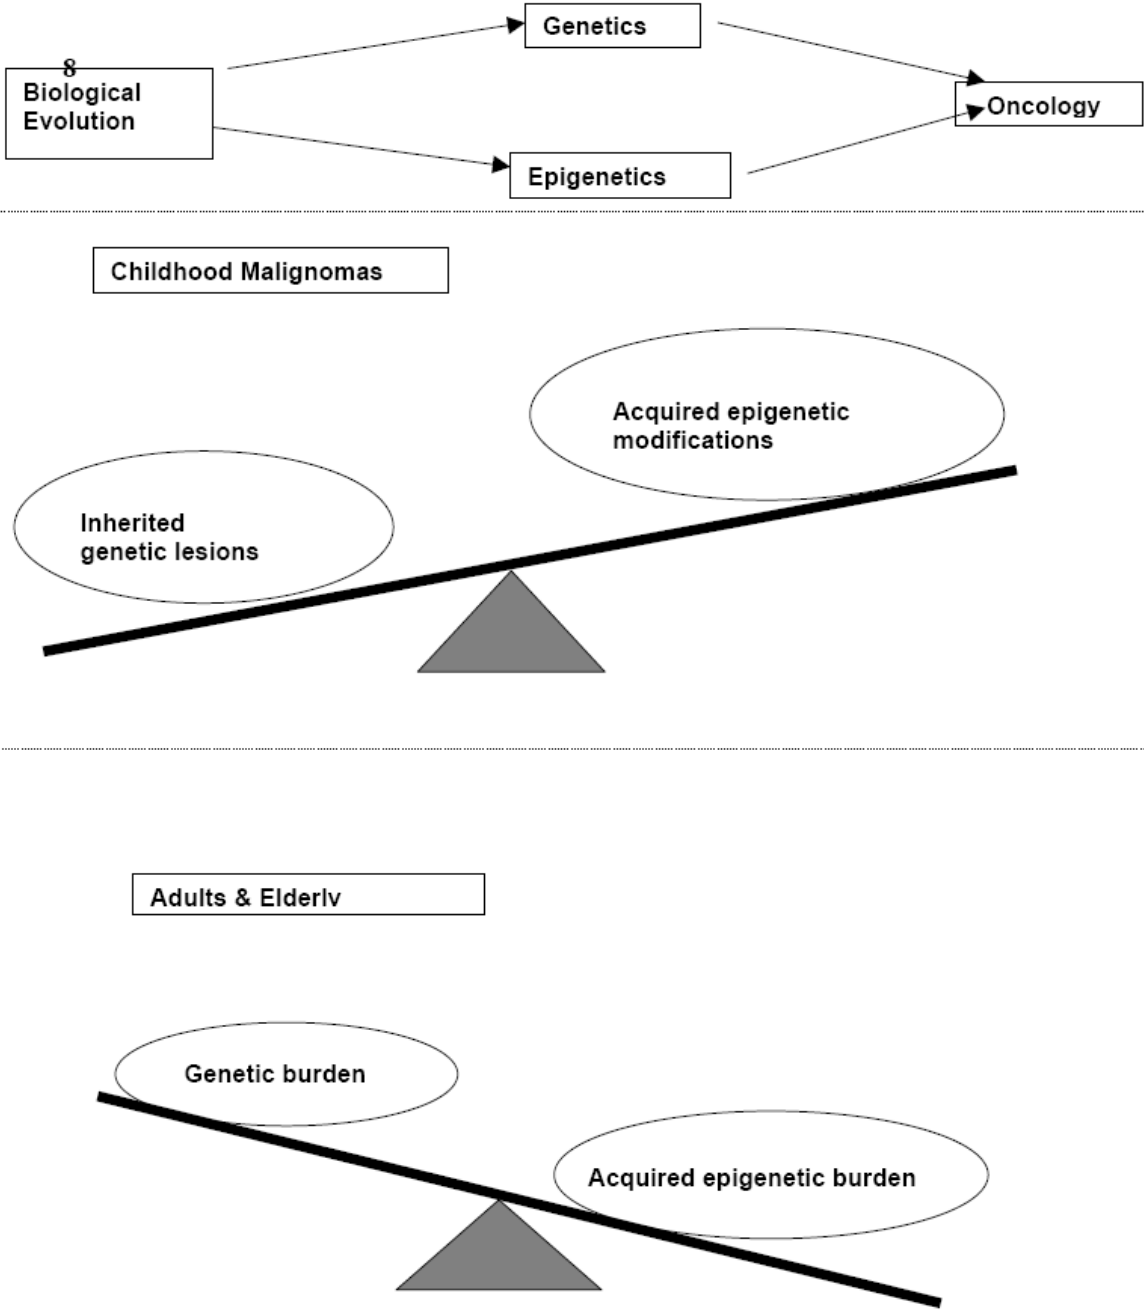 Genetics
8
Biological
Evolution
Oncology
Epigenetics
Childhood Malignomas
Acquired epigenetic
modifications
Inherited
genetic lesions
Adults & Elderly
Genetic burden
Acquired epigenetic burden